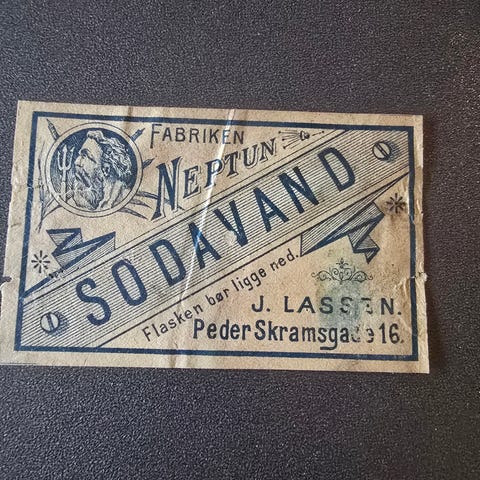 FABRIKEN
NEPTUN
SODAVAND
Flasken bør ligge ned.
J. LASSEN.
Peder Skramsgade 16.